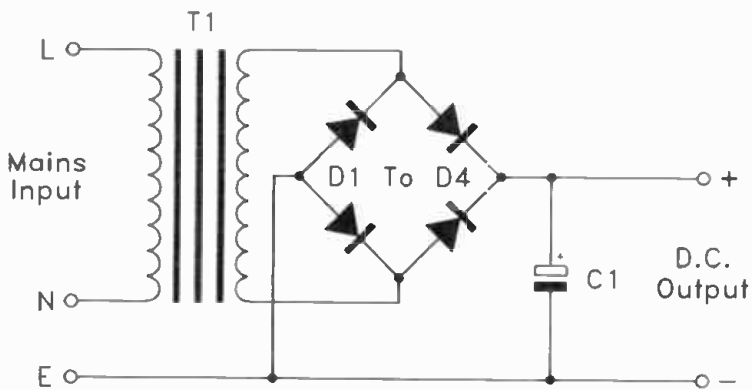 T1
L
Mains
Input
N
E
D1 To D4
+
+
C1
D.C.
Output
-